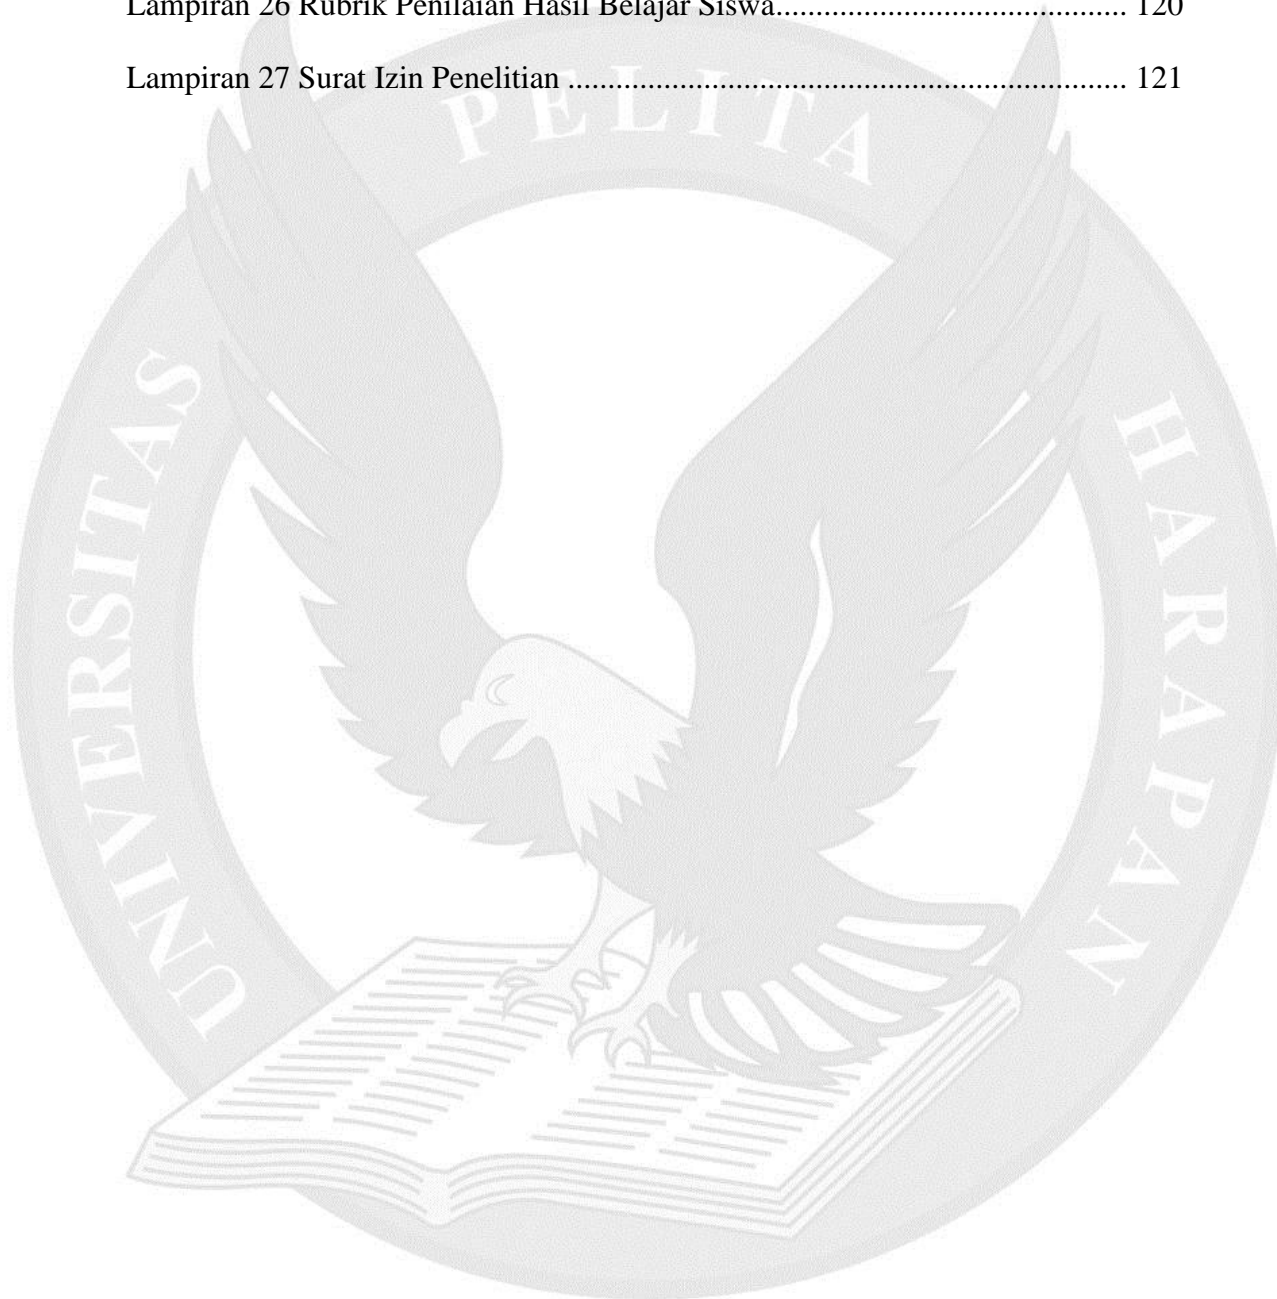 Lampiran 26 Rubrik Penilaian Hasil Belajar Siswa............................................ 120
Lampiran 27 Surat Izin Penelitian ...................................................................... 121
PELITA
UNIVERSITAS
HARAPAN